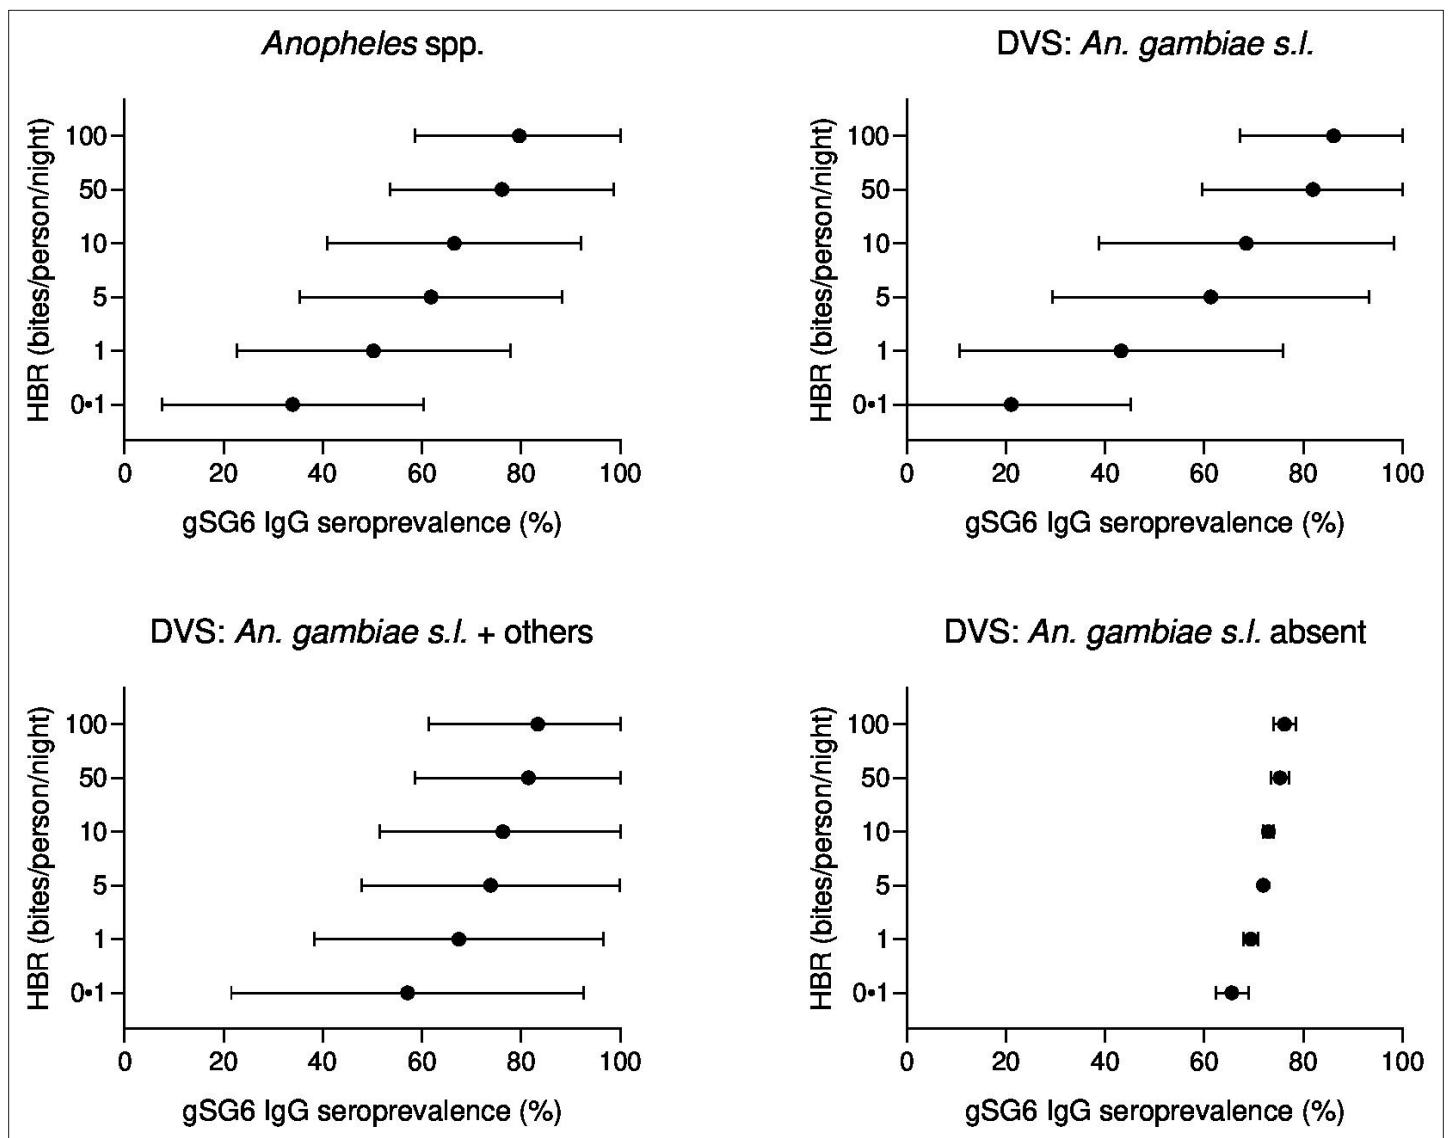 Anopheles spp.
HBR (bites/person/night)
100
50
10
5
1
0•1
0 20 40 60 80 100
gSG6 IgG seroprevalence (%)
DVS: An. gambiae s.l.
HBR (bites/person/night)
100
50
10
5
1
0•1
0 20 40 60 80 100
gSG6 IgG seroprevalence (%)
DVS: An. gambiae s.l. + others
HBR (bites/person/night)
100
50
10
5
1
0•1
0 20 40 60 80 100
gSG6 IgG seroprevalence (%)
DVS: An. gambiae s.l. absent
HBR (bites/person/night)
100
50
10
5
1
0•1
0 20 40 60 80 100
gSG6 IgG seroprevalence (%)